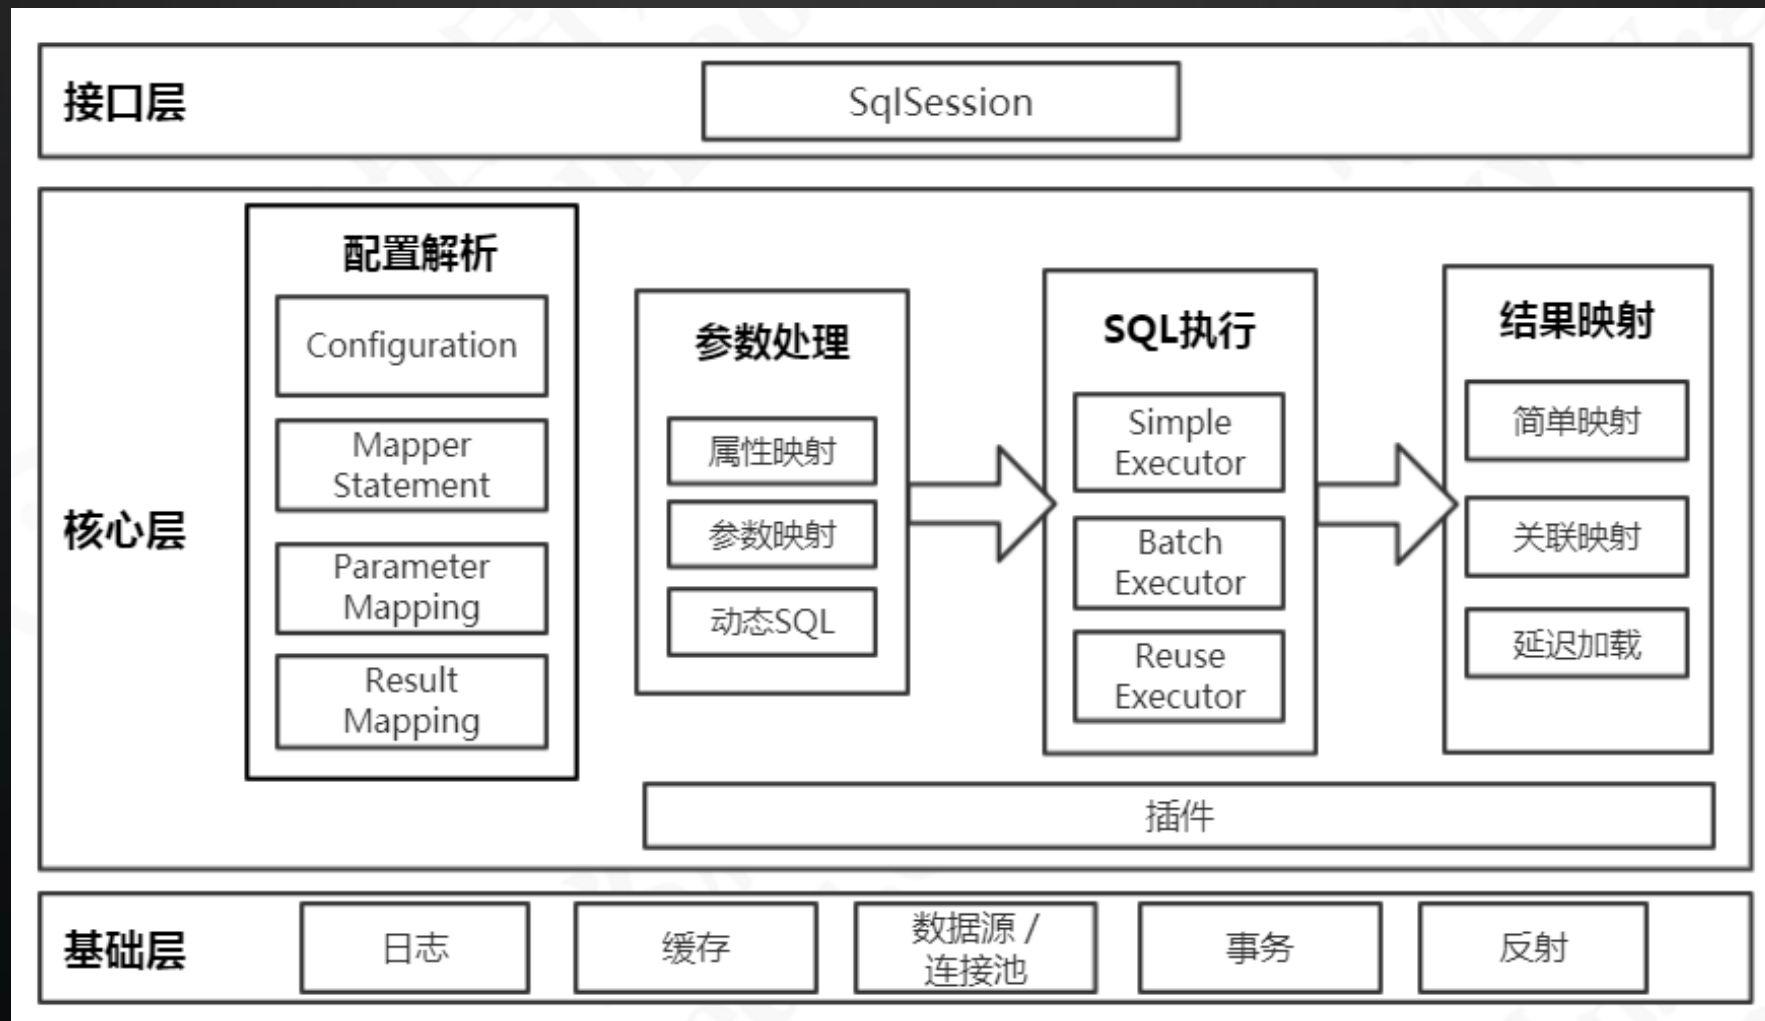 接口层
SqlSession
核心层
配置解析
Configuration
Mapper
Statement
Parameter
Mapping
Result
Mapping
参数处理
属性映射
参数映射
动态SQL
SQL执行
Simple
Executor
Batch
Executor
Reuse
Executor
结果映射
简单映射
关联映射
延迟加载
插件
基础层
日志
缓存
数据源 /
连接池
事务
反射